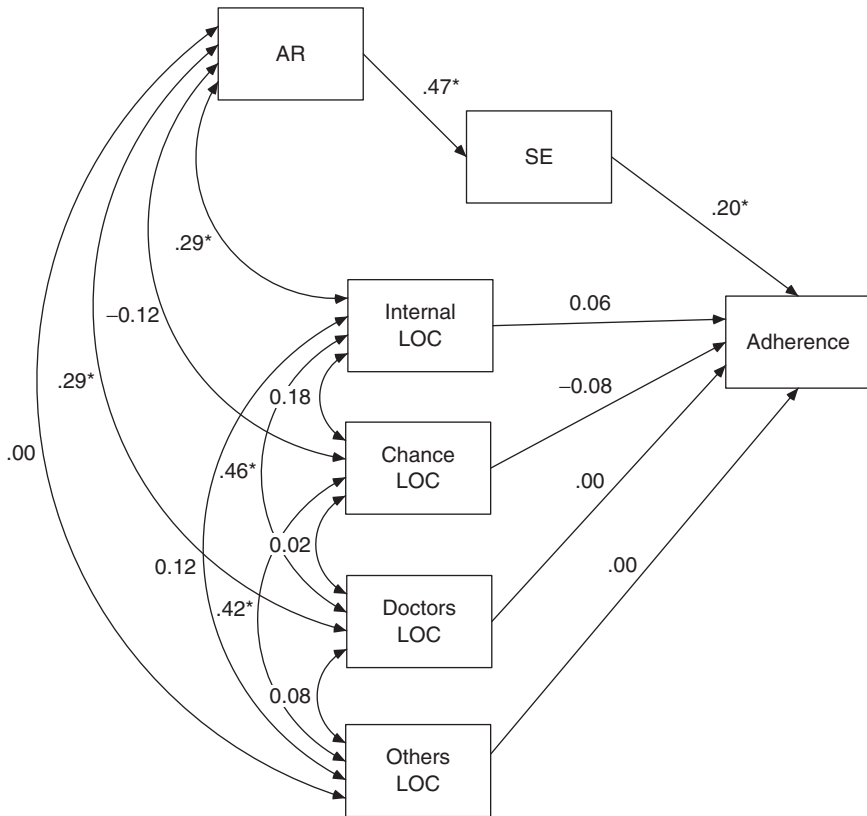 AR
.47*
SE
.20*
.29*
Internal
LOC
0.06
Adherence
−0.12
.29*
0.18
−0.08
Chance
LOC
.00
.46*
.00
0.02
0.12
.00
.42*
Doctors
LOC
0.08
Others
LOC